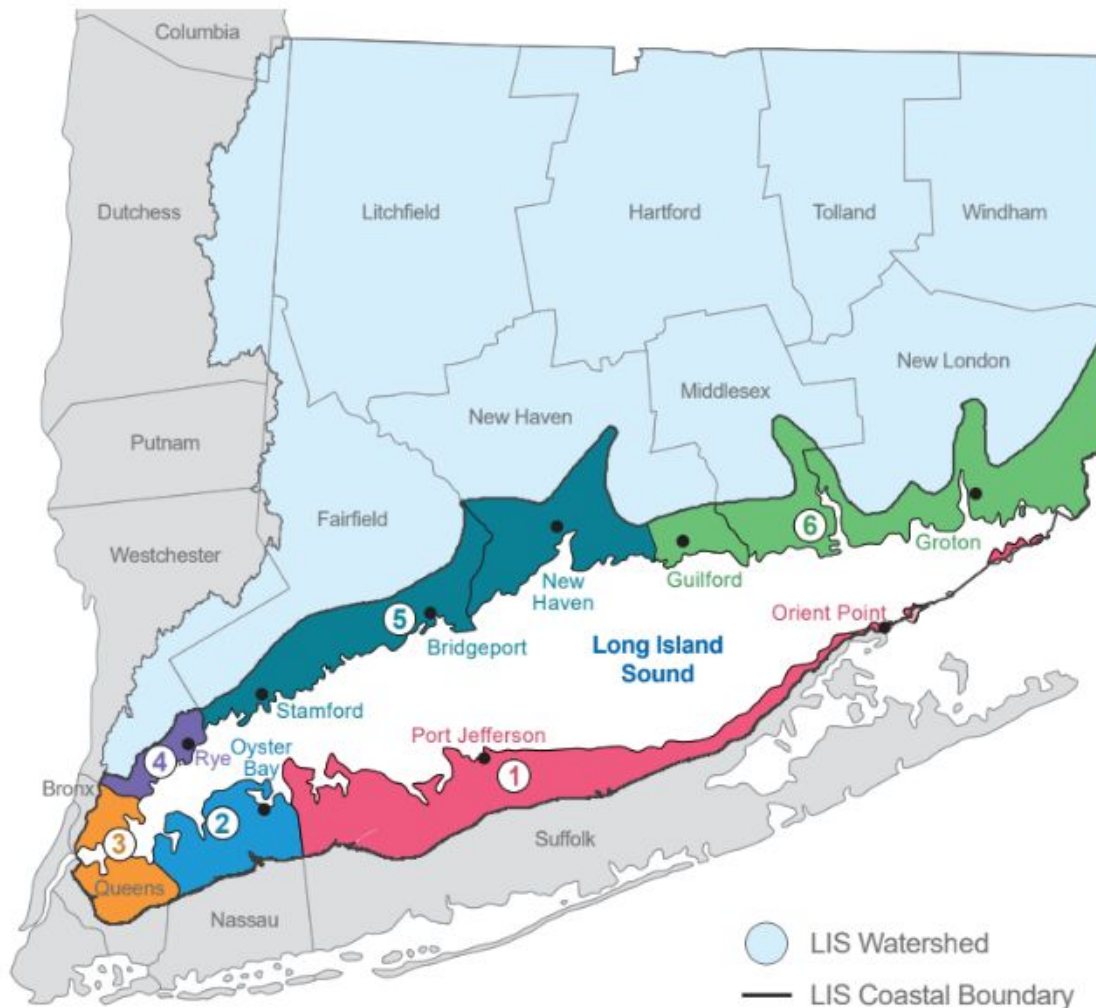 Columbia
Dutchess
Litchfield
Hartford
Tolland
Windham
Putnam
New Haven
Middlesex
New London
Westchester
Fairfield
6
Groton
Guilford
New
Haven
5
Bridgeport
Orient Point
Long Island
Sound
Stamford
4
Rye
Oyster
Bay
Port Jefferson
1
Bronx
3
2
Queens
Suffolk
Nassau
LIS Watershed
LIS Coastal Boundary